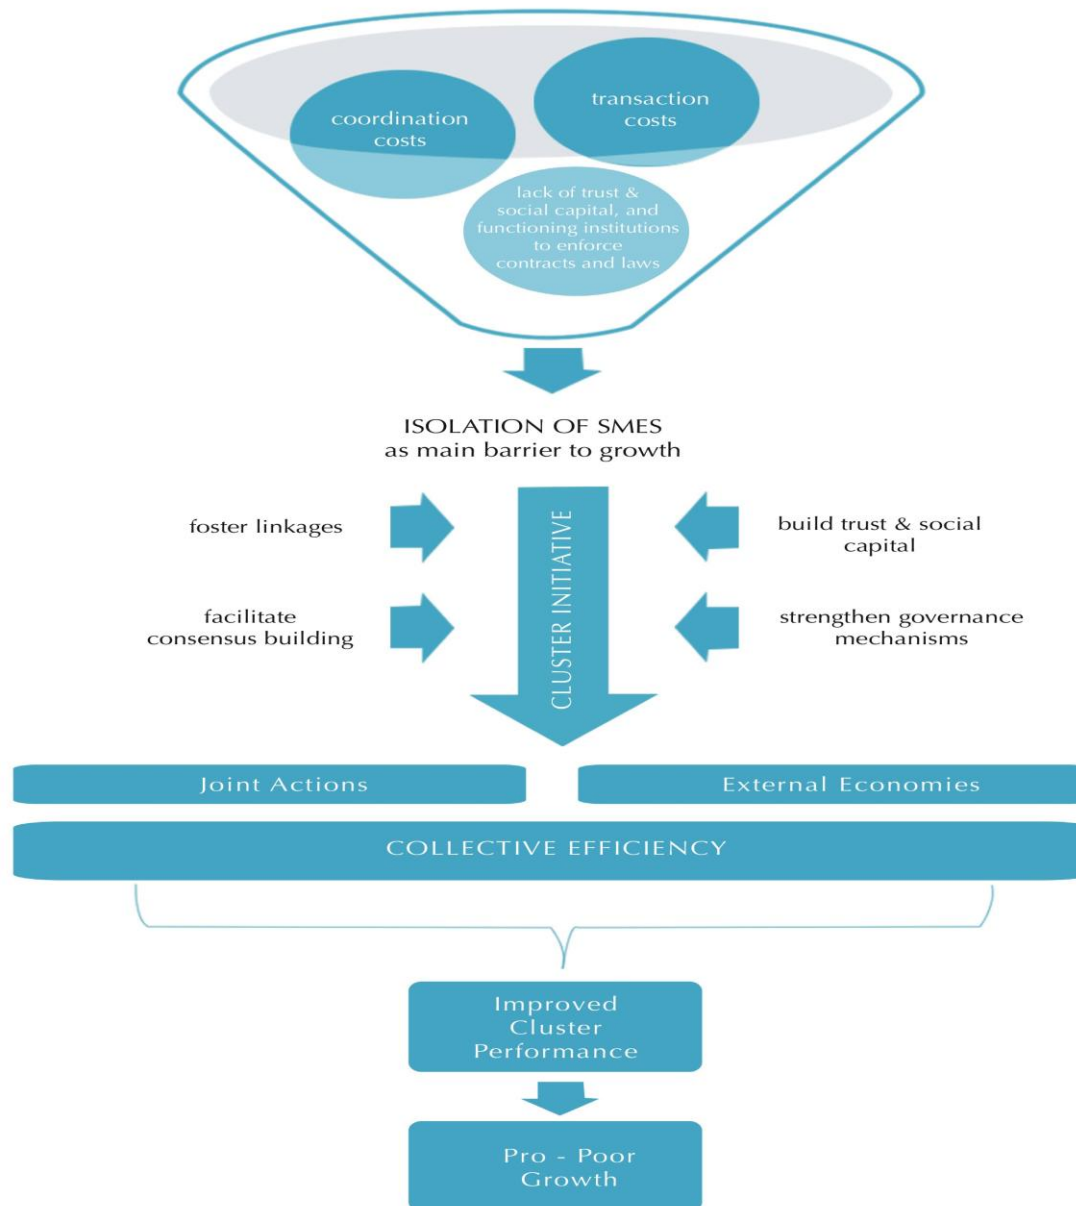 coordination
costs
transaction
costs
lack of trust &
social capital, and
functioning institutions
to enforce
contracts and laws
ISOLATION OF SMES
as main barrier to growth
foster linkages
build trust & social
capital
facilitate
consensus building
strengthen governance
mechanisms
CLUSTER INITIATIVE
Joint Actions
External Economies
COLLECTIVE EFFICIENCY
Improved
Cluster
Performance
Pro - Poor
Growth